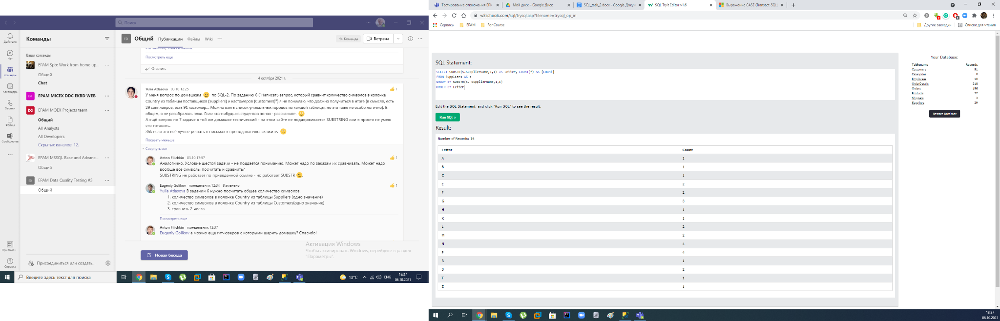 Поиск
Действия
Чат
Команды
Календарь
Звонки
Файлы
Сообщества
Приложен...
Справка
Команды
Ваши команды
EPAM Spb: Work from home up...
Общий
Chat
EM EPAM MICEX DDC EKBD WEB
EPAM MOEX Projects team
Общий
All Analysts
All Developers
Скрытых каналов: 12.
EPAM MSSQL Base and Advanc...
Общий
ED EPAM Data Quality Testing #3
Общий
Присоединиться или создать...
ED Общий Публикации Файлы Wiki
Команда Встреча
Посмотреть еще
Ответить
4 октября 2021 г.
Yulia Atlasova 03.10 12:25 1
У меня вопрос по домашкам 😀 по SQL-2. По заданию 6 ("Написать запрос, который сравнит количество символов в колонке
Country из Таблицы поставщиков (Suppliers) и кастомеров (Customers)") я не понимаю, что должно получиться в итоге (в смысле, есть
29 сапплаеров, есть 91 кастомер... Можно взять список уникальных городов из каждой таблицы, но это тоже не особо логично). В
общем, я не разобралась пока. Если кто-нибудь из студентов понял - расскажите. 😀
А ещё вопрос по 7 задаче в той же домашке технический - на этом сайте не поддерживается SUBSTRING или я просто не умею
его готовить.
ЗЫ: если это всё лучше решать в письмах к преподавателю, скажите. 😀
Показать меньше
Свернуть все
Anton Filichkin 03.10 17:57 1
Аналогично. Условие шестой задачи - не поддается пониманию. Может надо по заказам их сравнивать. Может надо
вообще все символы посчитать и сравнить?
SUBSTRING не работает по приведенной ссылке - но работает SUBSTR
Eugeniy Golikov понедельник 12:34 Изменено 1
Yulia Atlasova В задании 6 нужно посчитать общее количество символов.
1. количество символов в колонке Country из таблицы Suppliers (одно значение)
2. количество символов в колонке Country из таблицы Customers(одно значение)
3. сравнить 2 числа
Посмотреть еще
Anton Filichkin понедельник 13:37
Eugeniy Golikov а можно еще гит-юзеров с которыми шарить домашку? Спасибо!
Новая беседа
Активация Windows
Чтобы активировать Windows, перейдите в раздел
"Параметры".
Введите здесь текст для поиска
13°C ENG 18:37
06.10.2021
Тестирование отключения EPA Мой диск – Google Диск SQL_task_2.docx - Google Докум SQL Tryit Editor v1.6 Выражение CASE (Transact-SQL)
w3schools.com/sql/trysql.asp?filename=trysql_op_in
Сервисы EPAM For Course Другие закладки Список для чтения
SQL Statement:
SELECT SUBSTR(s.SupplierName,1,1) AS Letter, COUNT(*) AS [Count]
FROM Suppliers AS s
GROUP BY SUBSTR(s. SupplierName,1,1)
ORDER BY Letter
Edit the SQL Statement, and click "Run SQL" to see the result.
Run SQL »
Result:
Number of Records: 16
Letter Count
A 1
B 1
C 1
E 2
F 2
G 3
H 1
K 1
L 2
M 2
N 4
P 4
R 1
S 2
T 1
Z 1
Your Database:
Tablename Records
Customers 91
Categories 8
Employees 10
OrderDetails 518
Orders 196
Products 77
Shippers 3
Suppliers 29
Restore Database
18:37
06.10.2021